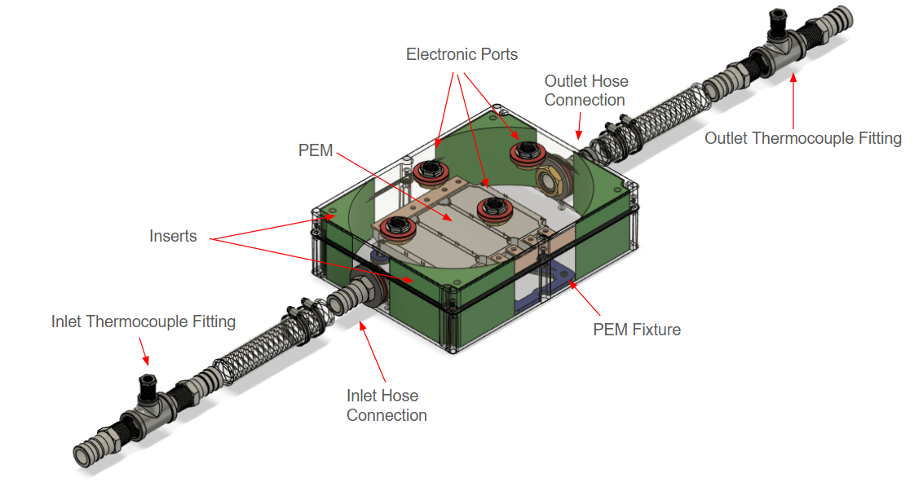 Electronic Ports
Outlet Hose
Connection
Outlet Thermocouple Fitting
PEM
Inserts
Inlet Thermocouple Fitting
PEM Fixture
Inlet Hose
Connection